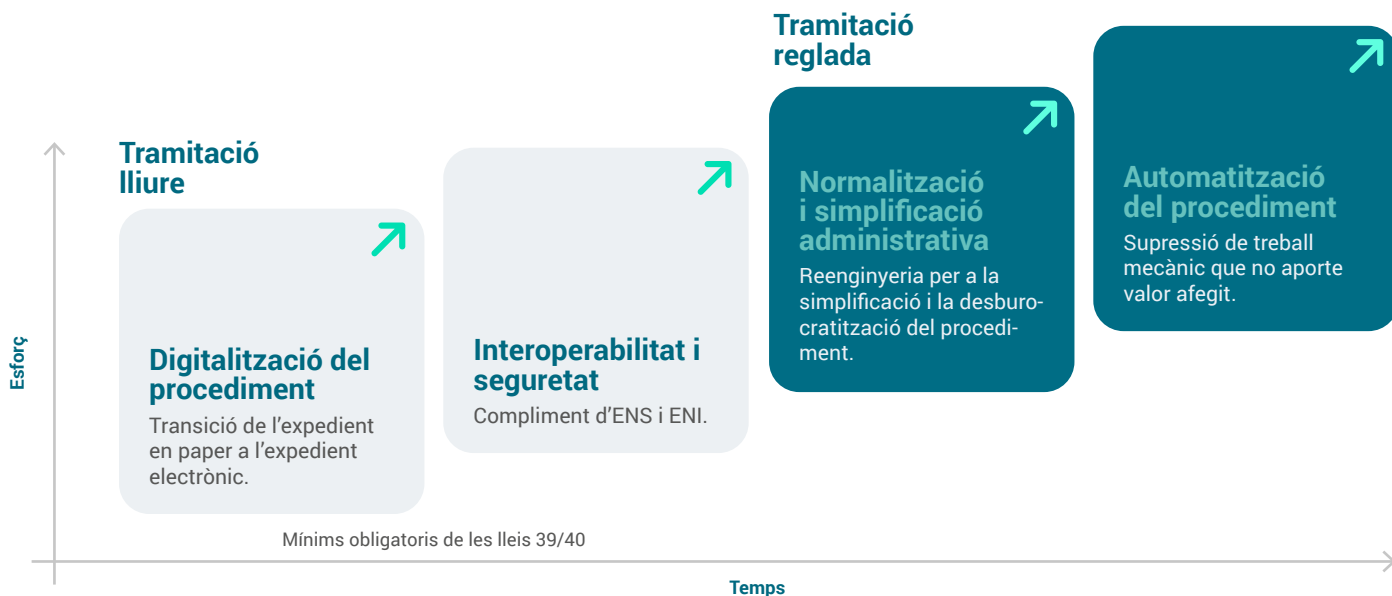 Tramitació
lliure
Digitalització del
procediment
Transició de l'expedient
en paper a l'expedient
electrònic.
Interoperabilitat i
seguretat
Compliment d'ENS i ENI.
Tramitació
reglada
Normalització
i simplificació
administrativa
Reenginyeria per a la
simplificació i la desburo-
cratització del procedi-
ment.
Automatització
del procediment
Supressió de treball
mecànic que no aporte
valor afegit.
Esforç
Mínims obligatoris de les lleis 39/40
Temps